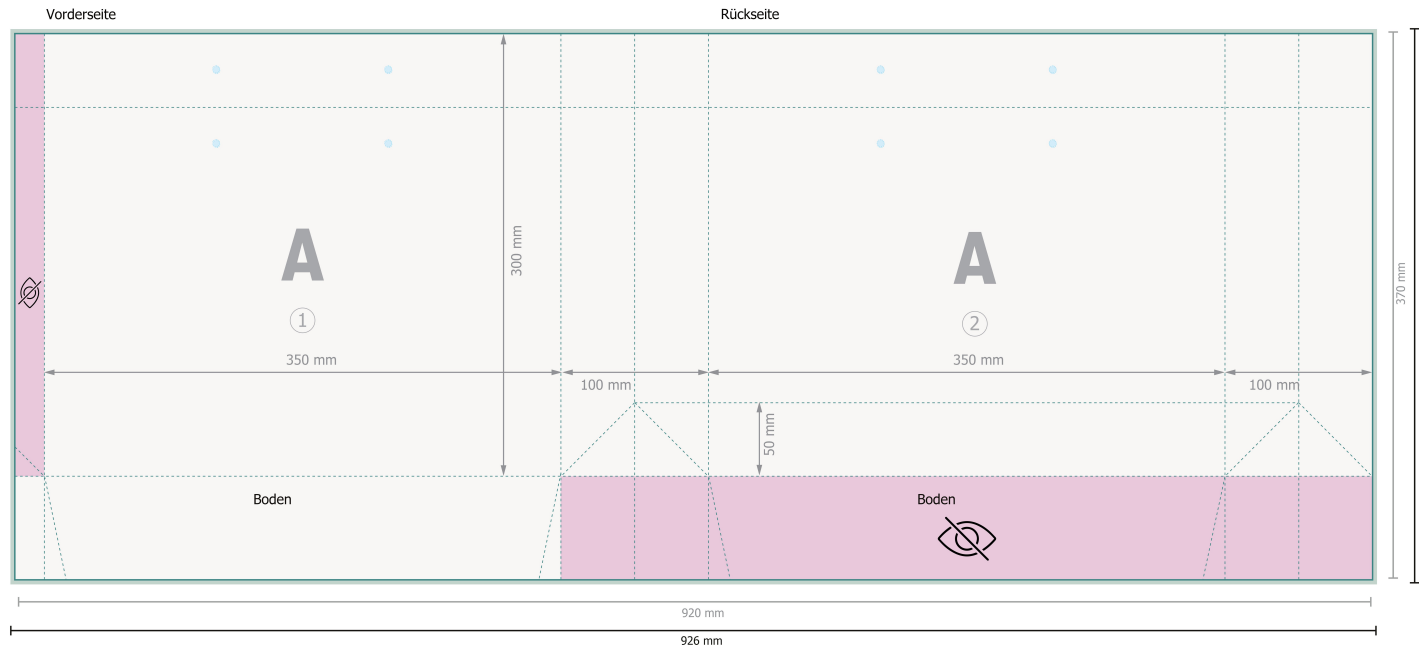 Vorderseite
Rückseite
A
1
300 mm
350 mm
100 mm
A
2
350 mm
100 mm
50 mm
370 mm
Boden
Boden
920 mm
926 mm